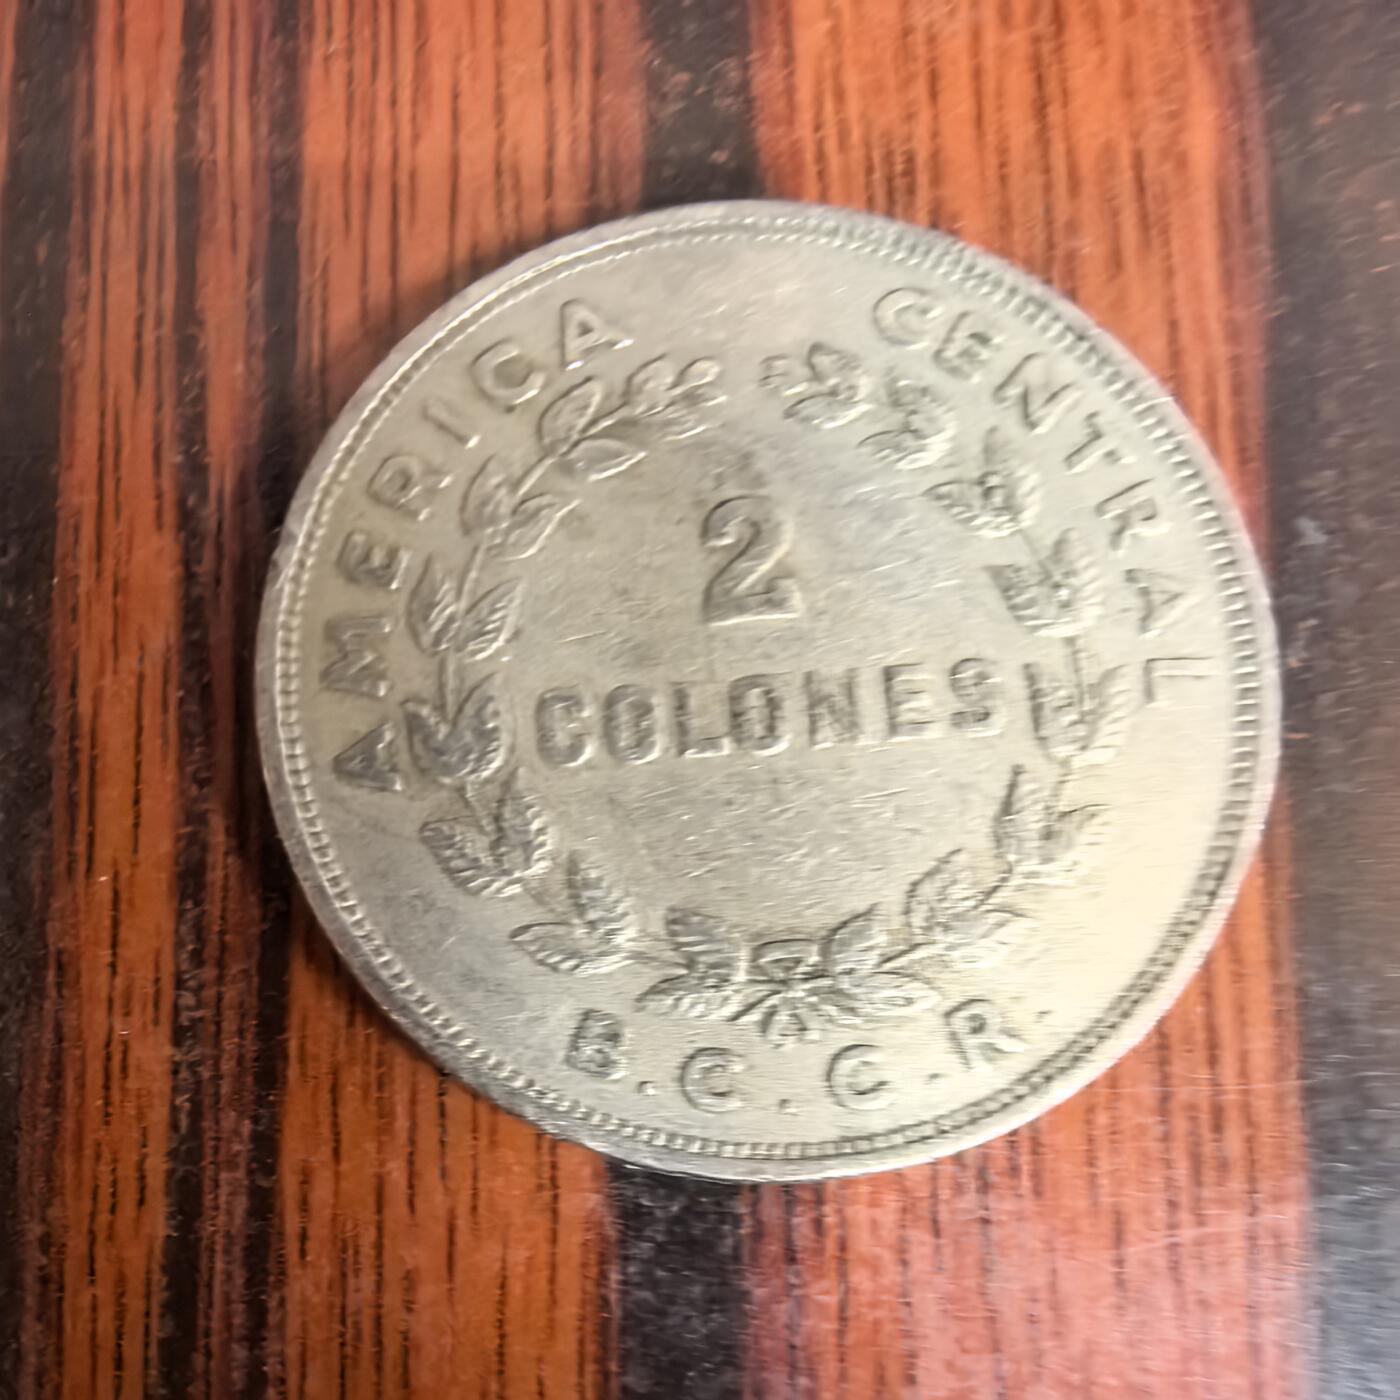 AMERICA CENTRAL
2
COLONES
B.C.C.R.